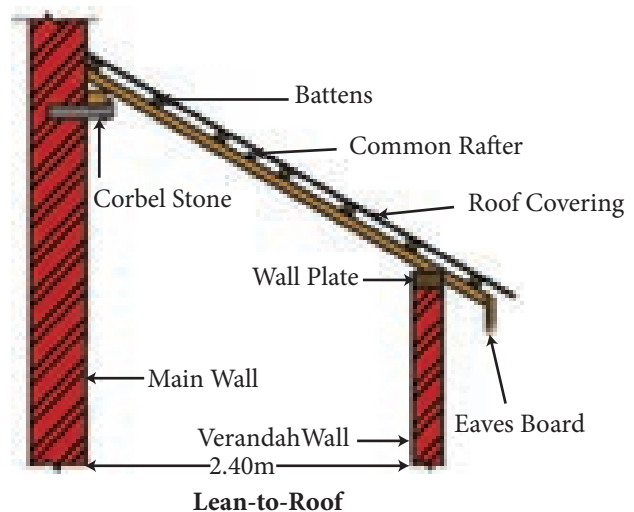 Battens
Common Rafter
Corbel Stone
Roof Covering
Wall Plate
Main Wall
Eaves Board
VerandahWall
2.40m
Lean-to-Roof